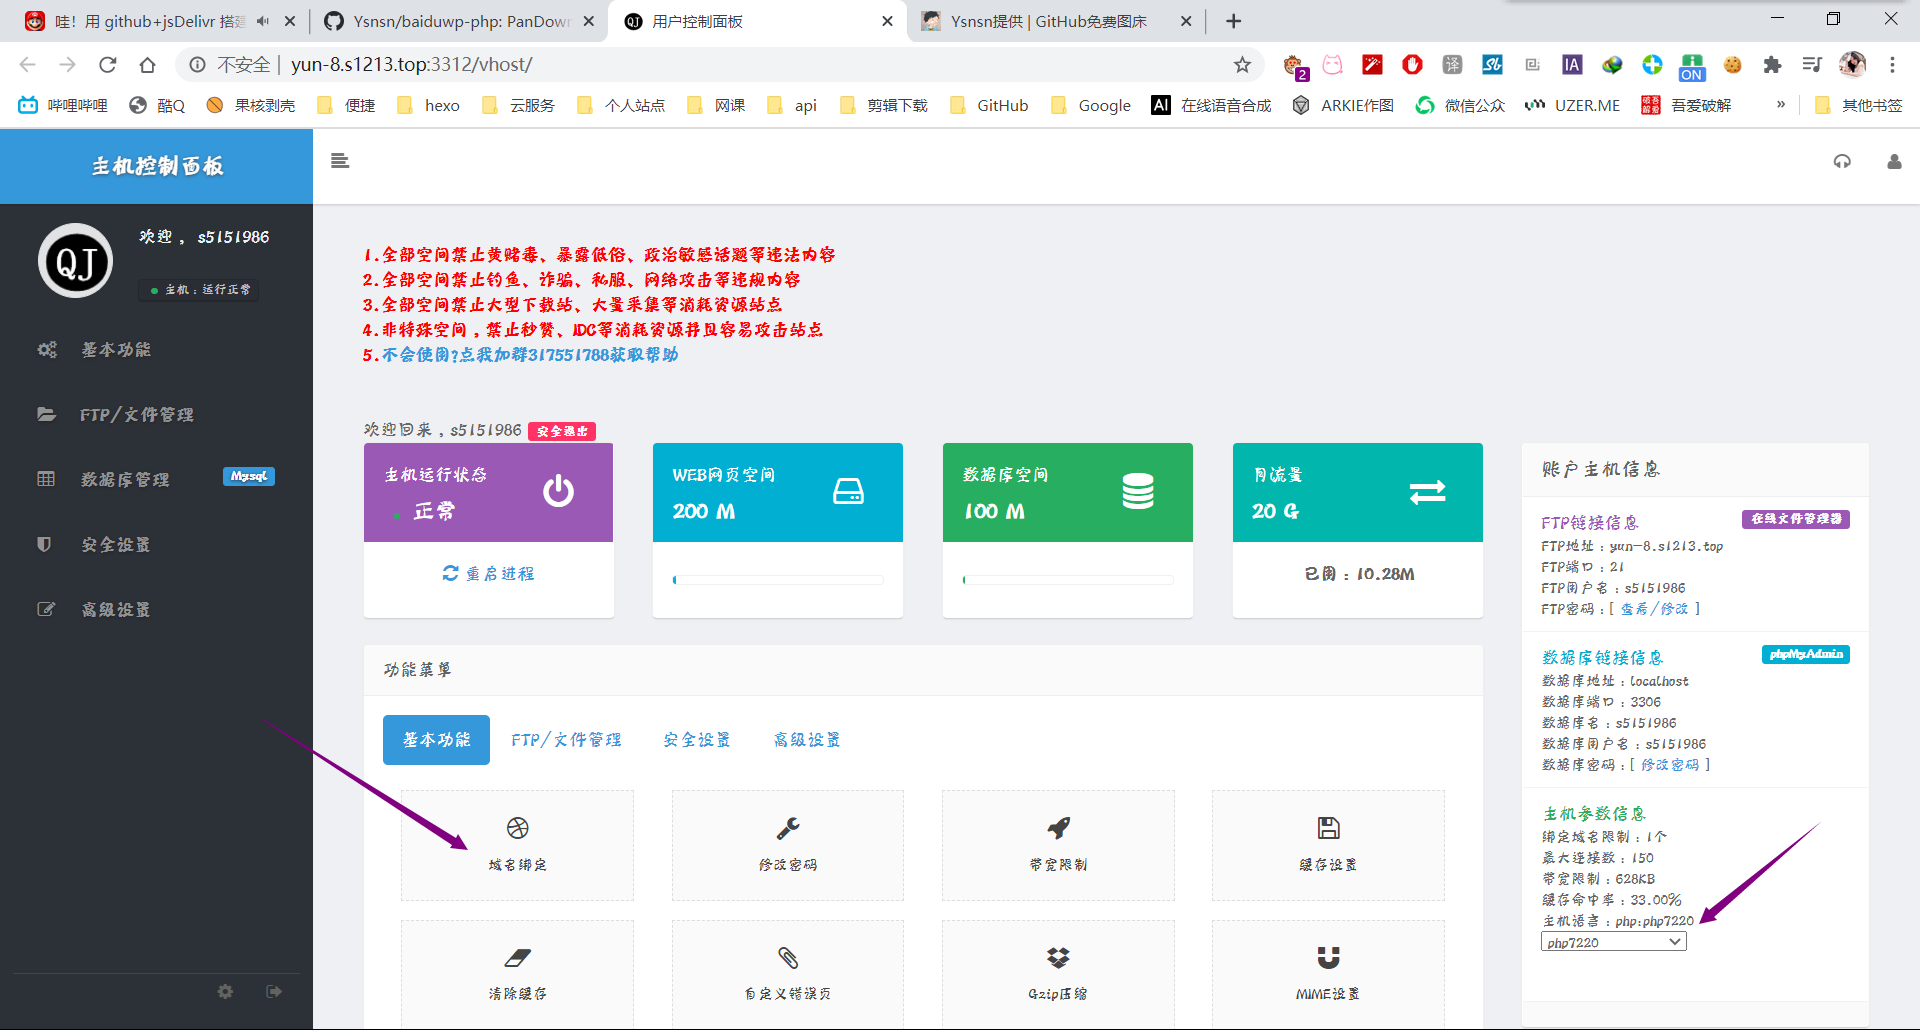 哇！用 github+jsDelivr 搭建
Ysnsn/baiduwp-php: PanDown
用户控制面板
Ysnsn提供 | GitHub免费图床
不安全 | yun-8.s1213.top:3312/vhost/
2
译
Sb
IA
ON
哔哩哔哩
酷Q
果核剥壳
便捷
hexo
云服务
个人站点
网课
api
剪辑下载
GitHub
Google
AI 在线语音合成
ARKIE作图
微信公众
UZER.ME
吾爱破解
»
其他书签
主机控制面板
QJ
欢迎， s5151986
主机：运行正常
基本功能
FTP/文件管理
数据库管理 Mysql
安全设置
高级设置
1.全部空间禁止黄赌毒、暴露低俗、政治敏感话题等违法内容
2.全部空间禁止钓鱼、诈骗、私服、网络攻击等违规内容
3.全部空间禁止大型下载站、大量采集等消耗资源站点
4.非特殊空间，禁止秒赞、IDC等消耗资源并且容易攻击站点
5.不会使用?点我加群317551788获取帮助
欢迎回来，s5151986 安全退出
主机运行状态
正常
重启进程
WEB网页空间
200 M
数据库空间
100 M
月流量
20 G
已用：10.28M
功能菜单
基本功能
FTP/文件管理
安全设置
高级设置
域名绑定
修改密码
带宽限制
缓存设置
清除缓存
自定义错误页
Gzip压缩
MIME设置
账户主机信息
FTP链接信息 在线文件管理器
FTP地址：yun-8.s1213.top
FTP端口：21
FTP用户名：s5151986
FTP密码：[ 查看/修改 ]
数据库链接信息 phpMyAdmin
数据库地址：localhost
数据库端口：3306
数据库名：s5151986
数据库用户名：s5151986
数据库密码：[ 修改密码 ]
主机参数信息
绑定域名限制：1个
最大连接数：150
带宽限制：628KB
缓存命中率：33.00%
主机语言：php:php7220
php7220